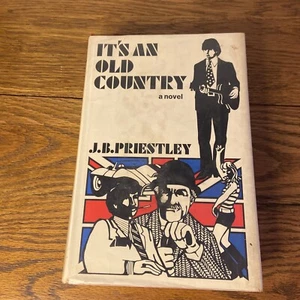 IT'S AN
OLD
COUNTRY
a novel
J.B.PRIESTLEY